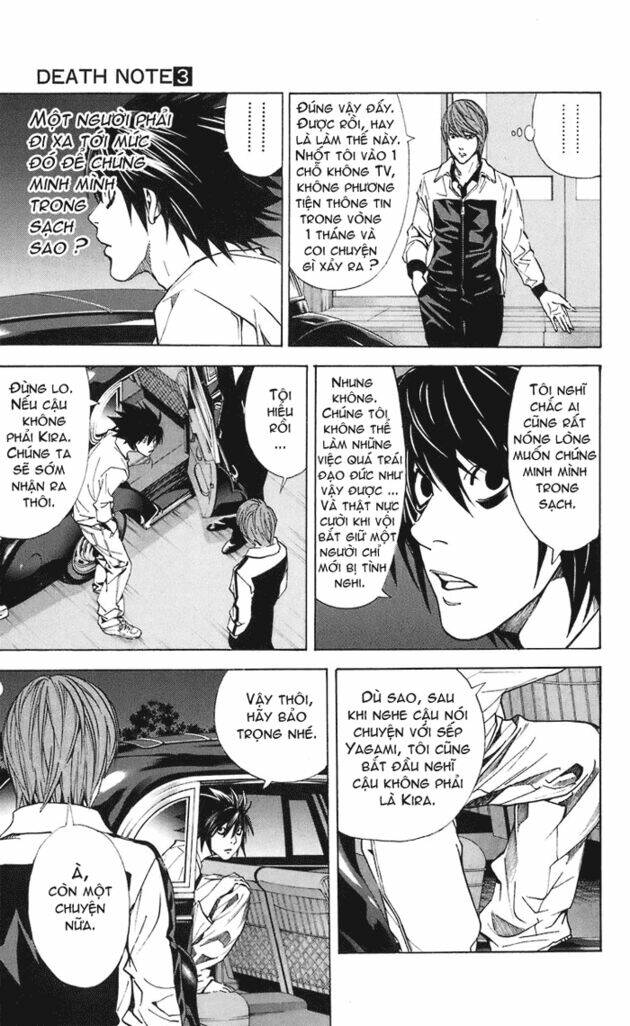 DEATH NOTE 3
ĐÚNG VẬY ĐẤY.
ĐƯỢC RỒI, HAY
LÀ LÀM THẾ NÀY.
NHỐT TÔI VÀO 1
CHỖ KHÔNG TV,
KHÔNG PHƯƠNG
TIỆN THÔNG TIN
TRONG VÒNG
1 THÁNG VÀ
COI CHUYỆN
GÌ XẢY RA ?
...
......
......
MỘT NGƯỜI PHẢI
ĐI XA TỚI MỨC
ĐÓ ĐỂ CHỨNG
MINH MÌNH
TRONG
SẠCH
SAO ?
TÔI NGHĨ
CHẮC AI
CŨNG RẤT
NÓNG LÒNG
MUỐN CHỨNG
MINH MÌNH
TRONG
SẠCH.
NHƯNG
KHÔNG.
CHÚNG TÔI
KHÔNG THỂ
LÀM NHỮNG
VIỆC QUÁ TRÁI
ĐẠO ĐỨC NHƯ
VẬY ĐƯỢC ...
VÀ THẬT NỰC
CƯỜI KHI VỘI
BẮT GIỮ MỘT
NGƯỜI CHỈ
MỚI BỊ TÌNH
NGHI.
TÔI
HIỂU
RỒI
...
ĐỪNG LO.
NẾU CẬU
KHÔNG
PHẢI KIRA.
CHÚNG TA
SẼ SỚM
NHẬN RA
THÔI.
DÙ SAO, SAU
KHI NGHE CẬU NÓI
CHUYỆN VỚI SẾP
YAGAMI, TÔI CŨNG
BẮT ĐẦU NGHĨ
CẬU KHÔNG PHẢI
LÀ KIRA.
VẬY THÔI,
HÃY BẢO
TRỌNG NHÉ.
À,
CÒN MỘT
CHUYỆN
NỮA.